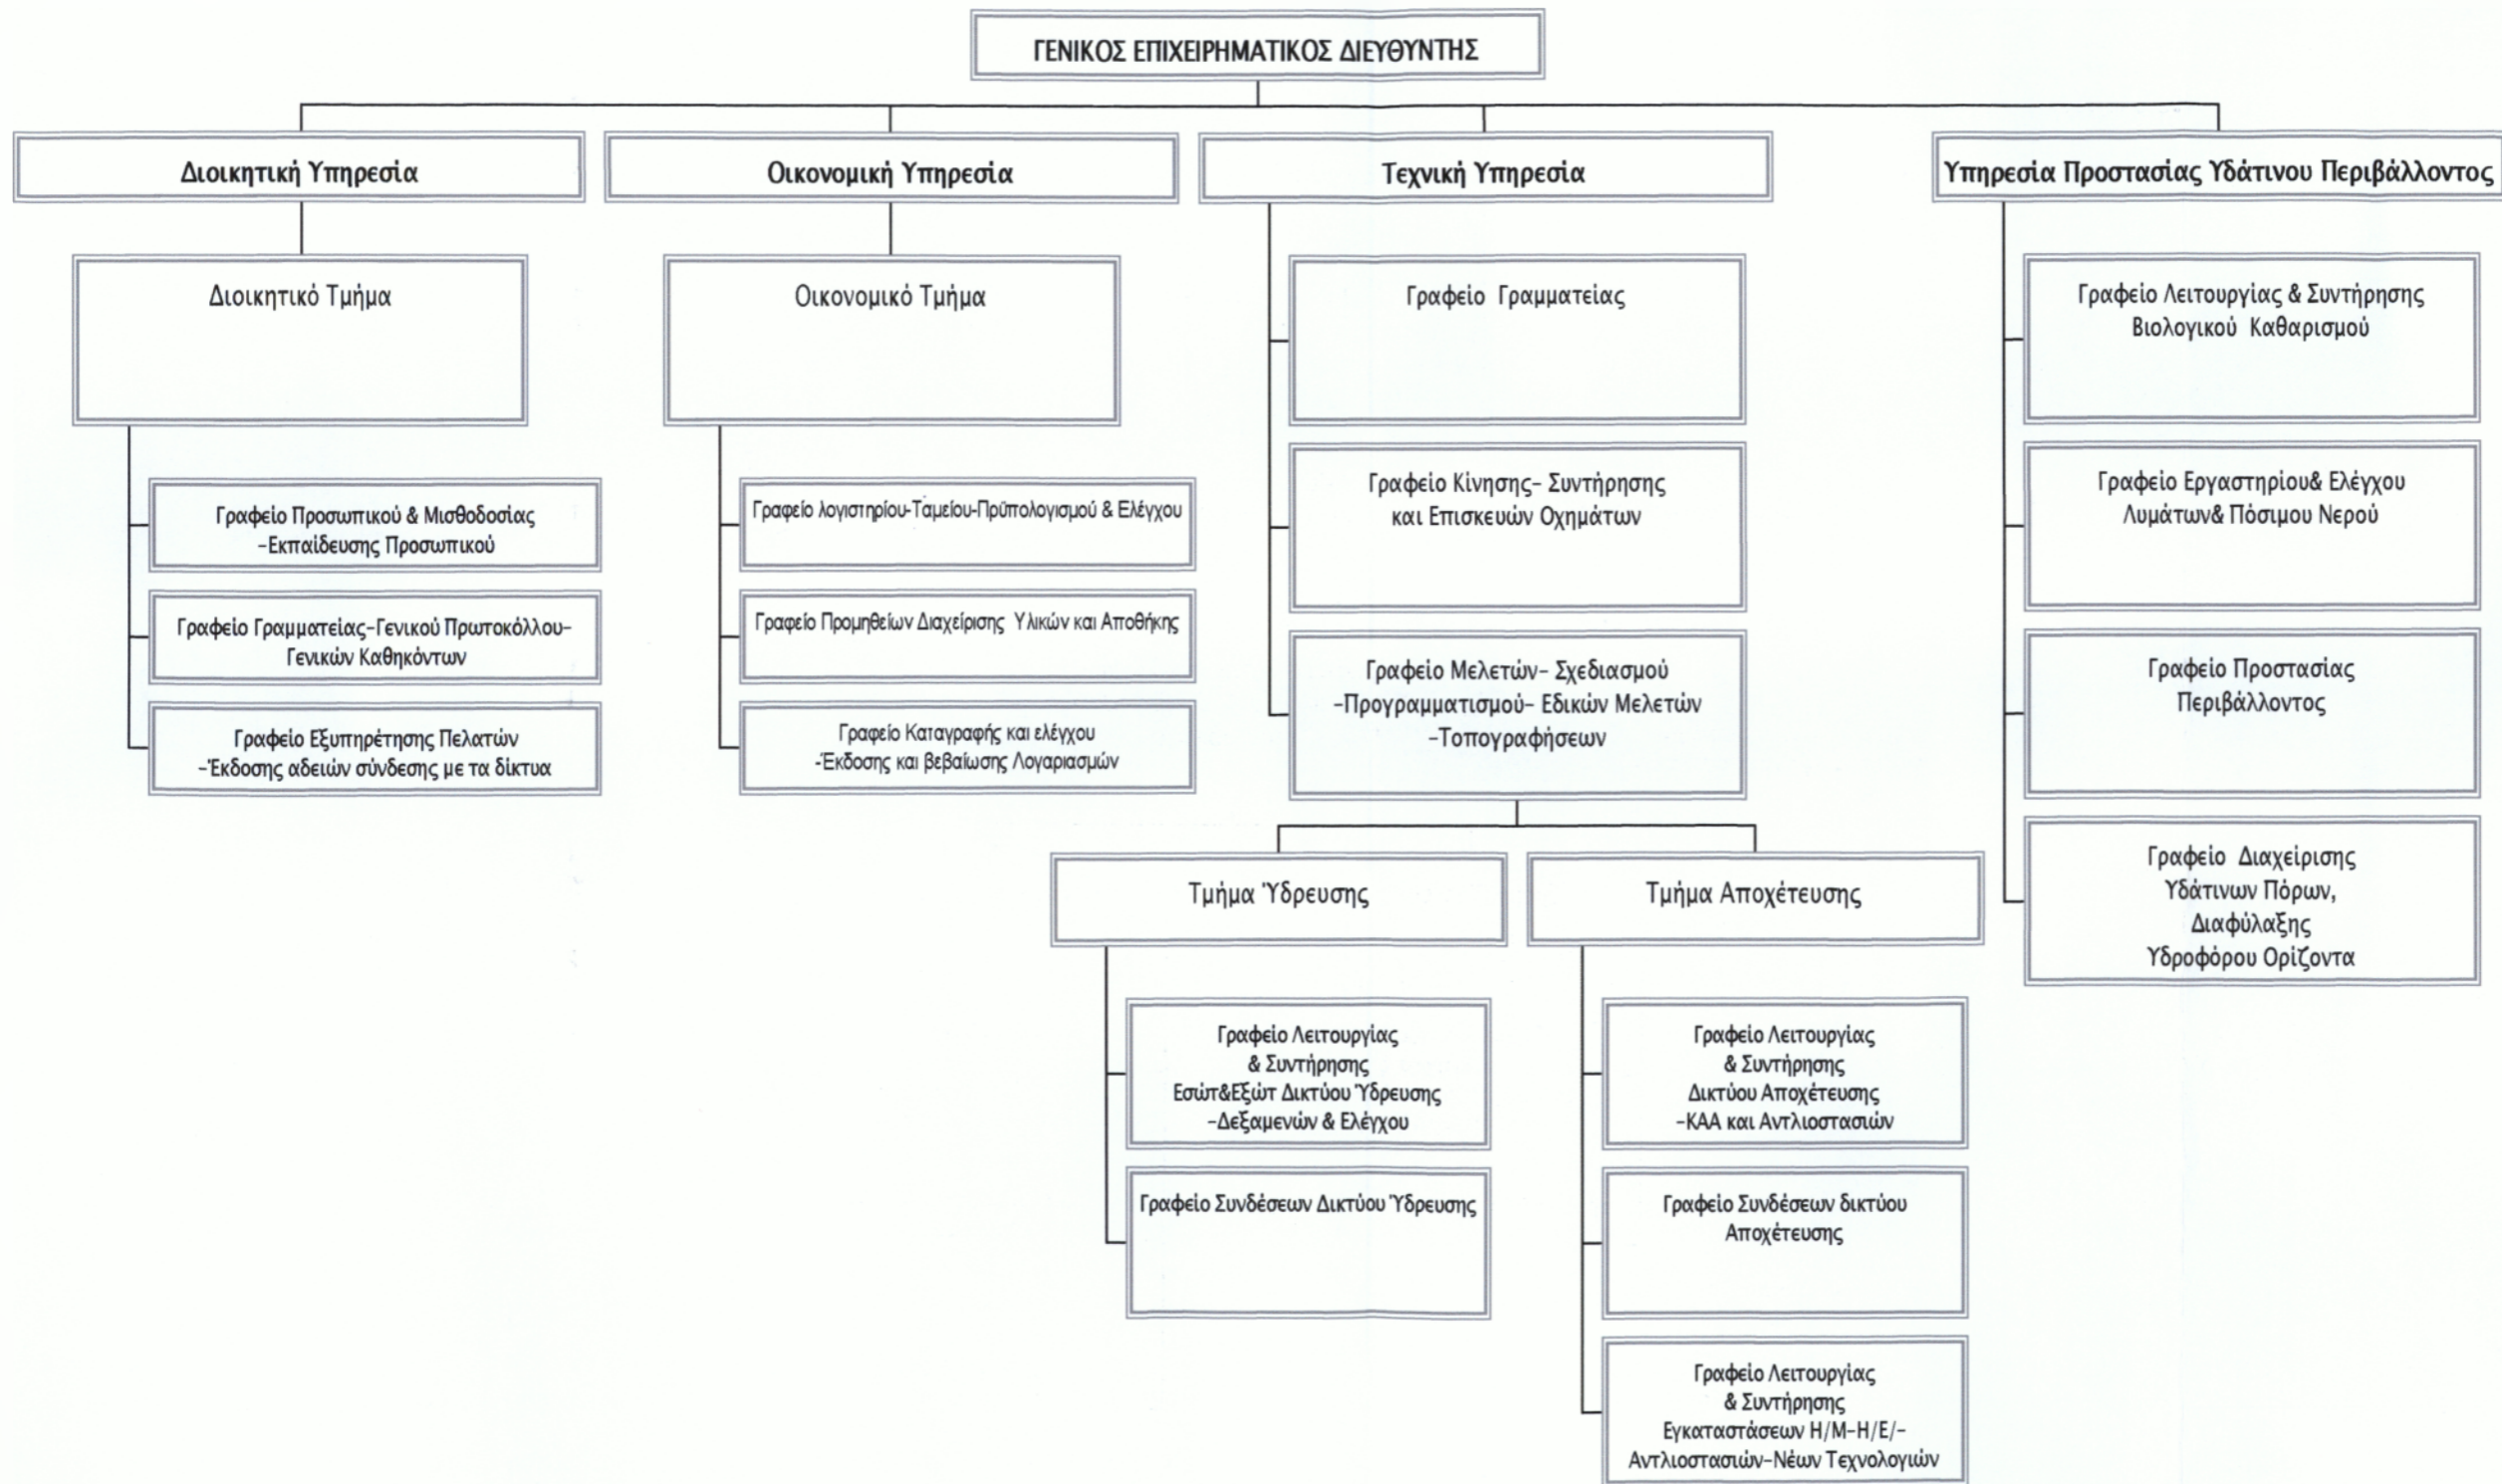 ΓΕΝΙΚΟΣ ΕΠΙΧΕΙΡΗΜΑΤΙΚΟΣ ΔΙΕΥΘΥΝΤΗΣ
Διοικητική Υπηρεσία
Διοικητικό Τμήμα
Γραφείο Προσωπικού & Μισθοδοσίας
-Εκπαίδευσης Προσωπικού
Γραφείο Γραμματείας-Γενικού Πρωτοκόλλου-
Γενικών Καθηκόντων
Γραφείο Εξυπηρέτησης Πελατών
-Έκδοσης αδειών σύνδεσης με τα δίκτυα
Οικονομική Υπηρεσία
Οικονομικό Τμήμα
Γραφείο λογιστηρίου-Ταμείου-Πρϋπολογισμού & Ελέγχου
Γραφείο Προμηθείων Διαχείρισης Υλικών και Αποθήκης
Γραφείο Καταγραφής και ελέγχου
-Έκδοσης και βεβαίωσης Λογαριασμών
Τεχνική Υπηρεσία
Γραφείο Γραμματείας
Γραφείο Κίνησης- Συντήρησης
και Επισκευών Οχημάτων
Γραφείο Μελετών- Σχεδιασμού
-Προγραμματισμού- Εδικών Μελετών
-Τοπογραφήσεων
Τμήμα Ύδρευσης
Γραφείο Λειτουργίας
& Συντήρησης
Εσώτ&Εξώτ Δικτύου Ύδρευσης
-Δεξαμενών & Ελέγχου
Γραφείο Συνδέσεων Δικτύου Ύδρευσης
Τμήμα Αποχέτευσης
Γραφείο Λειτουργίας
& Συντήρησης
Δικτύου Αποχέτευσης
-ΚΑΑ και Αντλιοστασιών
Γραφείο Συνδέσεων δικτύου
Αποχέτευσης
Γραφείο Λειτουργίας
& Συντήρησης
Εγκαταστάσεων Η/Μ-Η/Ε/-
Αντλιοστασιών-Νέων Τεχνολογιών
Υπηρεσία Προστασίας Υδάτινου Περιβάλλοντος
Γραφείο Λειτουργίας & Συντήρησης
Βιολογικού Καθαρισμού
Γραφείο Εργαστηρίου& Ελέγχου
Λυμάτων& Πόσιμου Νερού
Γραφείο Προστασίας
Περιβάλλοντος
Γραφείο Διαχείρισης
Υδάτινων Πόρων,
Διαφύλαξης
Υδροφόρου Ορίζοντα